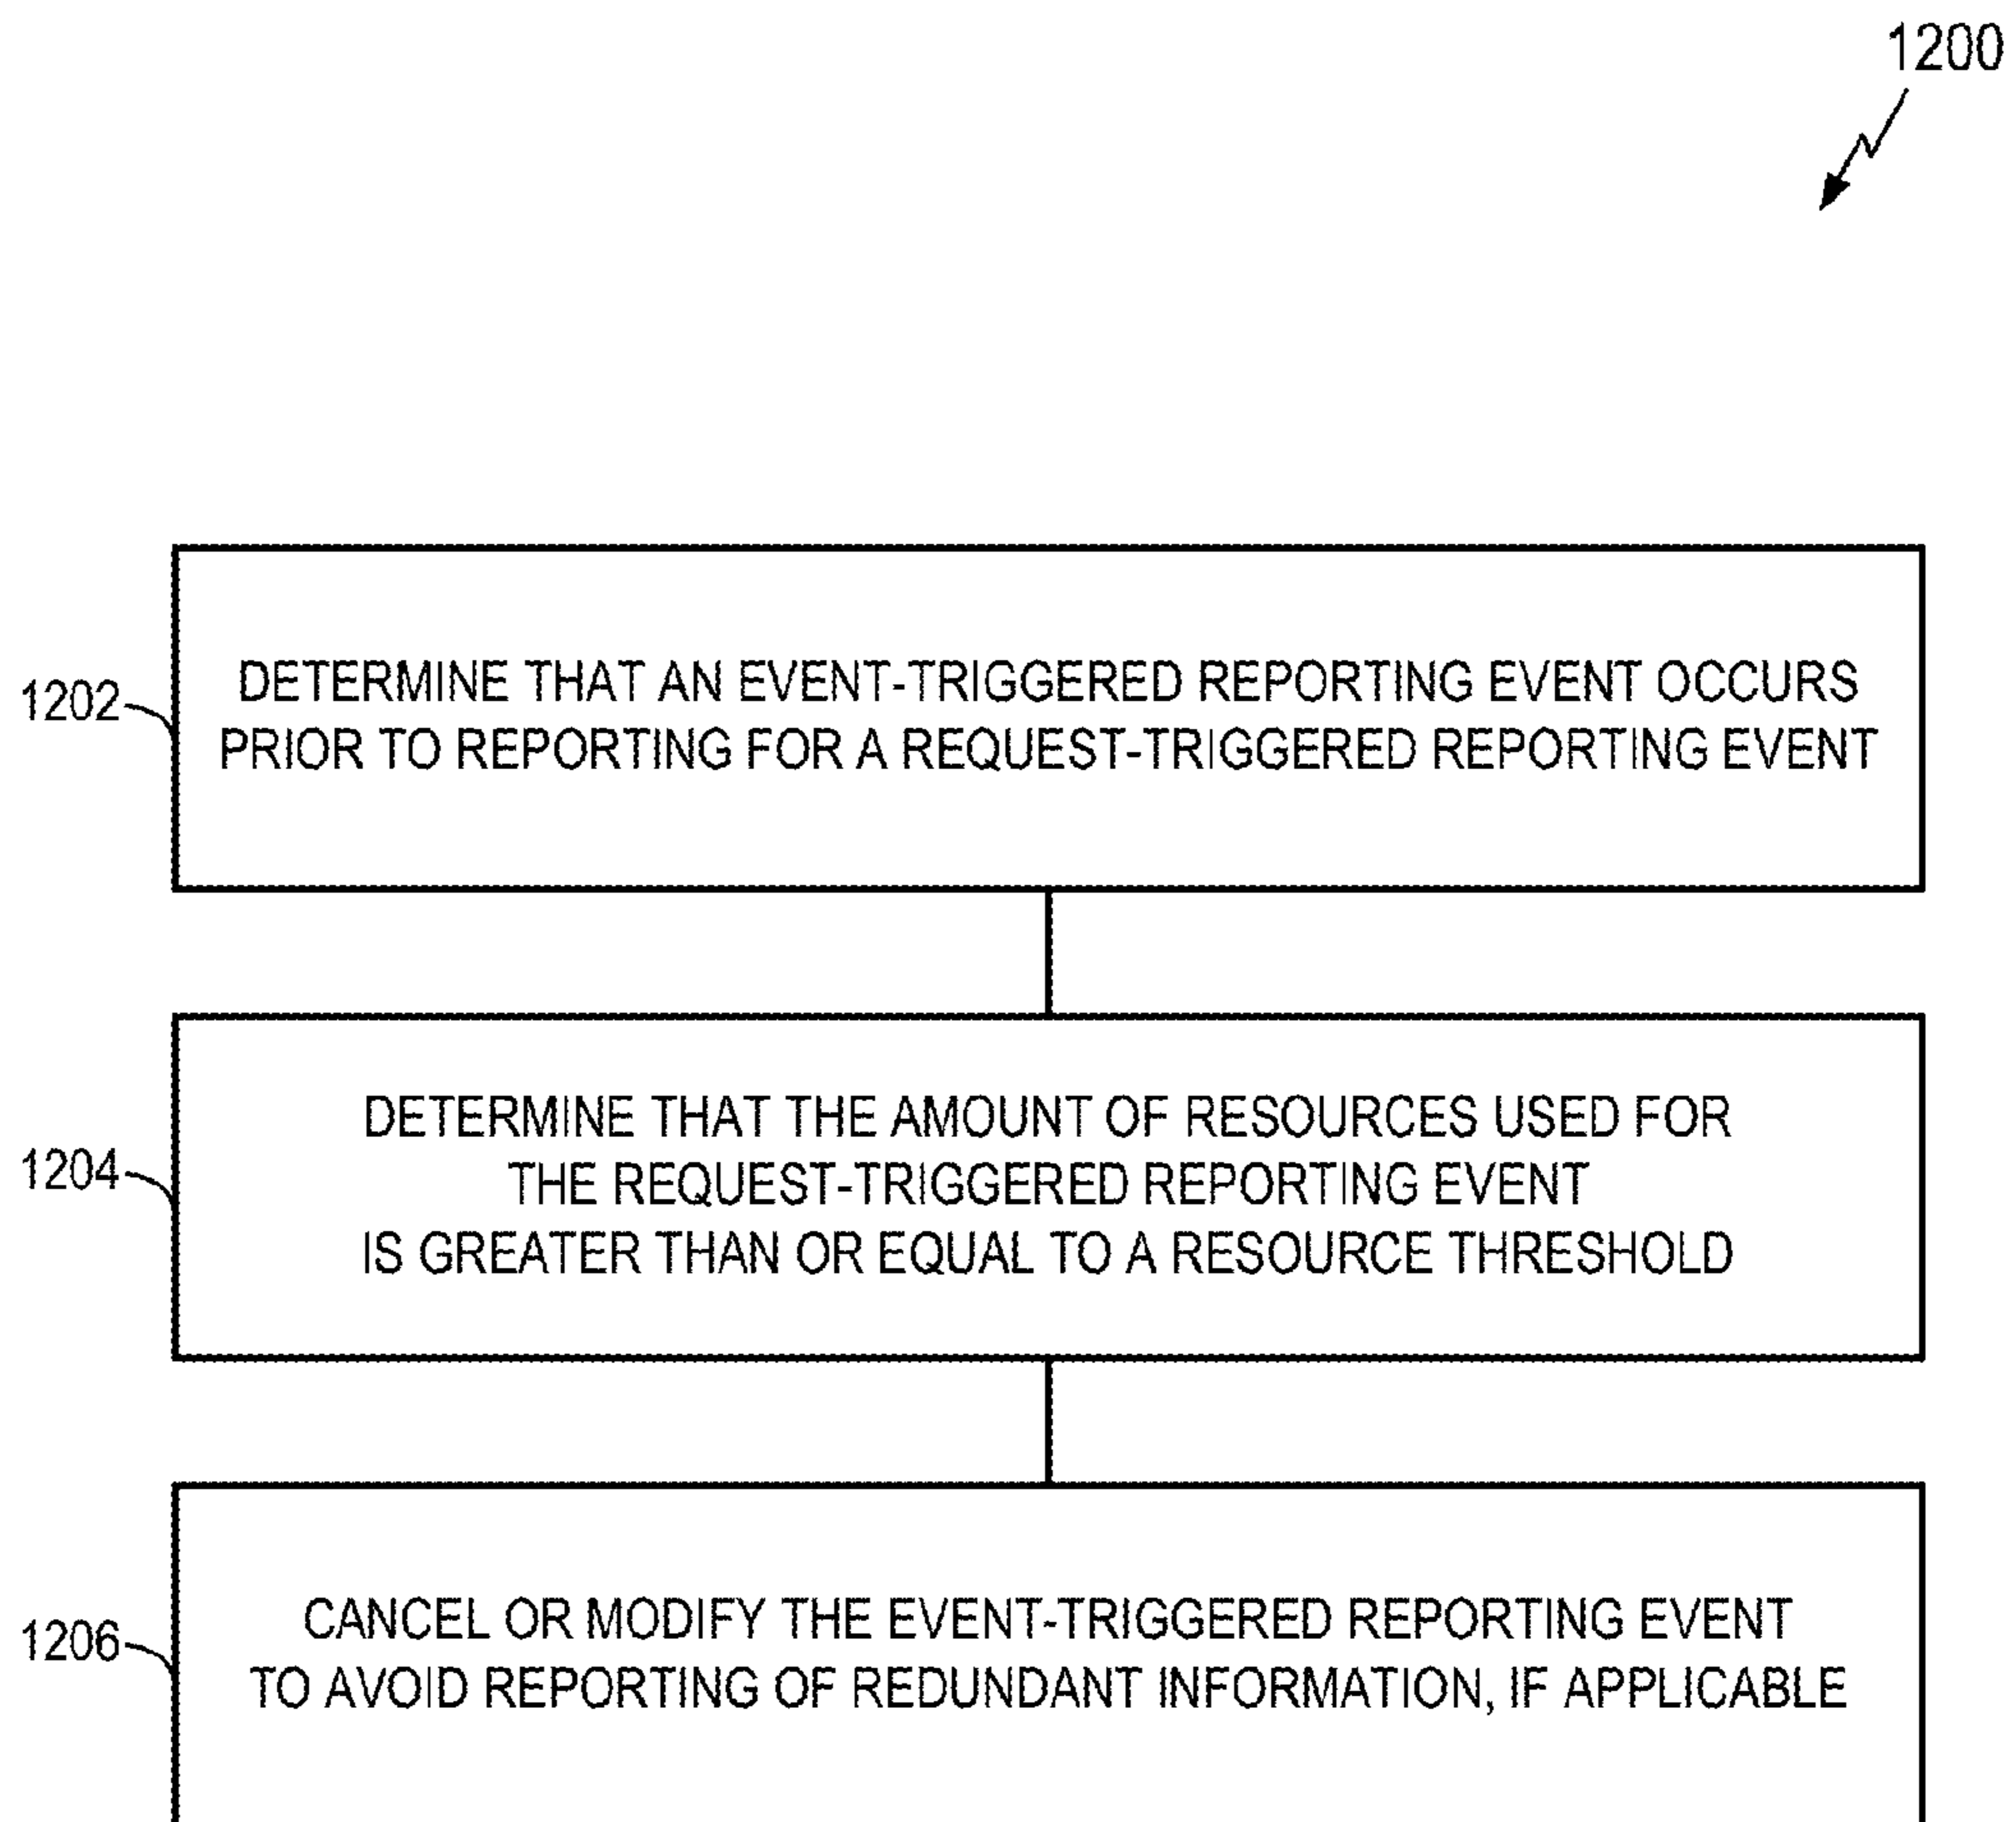 1200
1202
DETERMINE THAT AN EVENT-TRIGGERED REPORTING EVENT OCCURS
PRIOR TO REPORTING FOR A REQUEST-TRIGGERED REPORTING EVENT
1204
DETERMINE THAT THE AMOUNT OF RESOURCES USED FOR
THE REQUEST-TRIGGERED REPORTING EVENT
IS GREATER THAN OR EQUAL TO A RESOURCE THRESHOLD
1206
CANCEL OR MODIFY THE EVENT-TRIGGERED REPORTING EVENT
TO AVOID REPORTING OF REDUNDANT INFORMATION, IF APPLICABLE